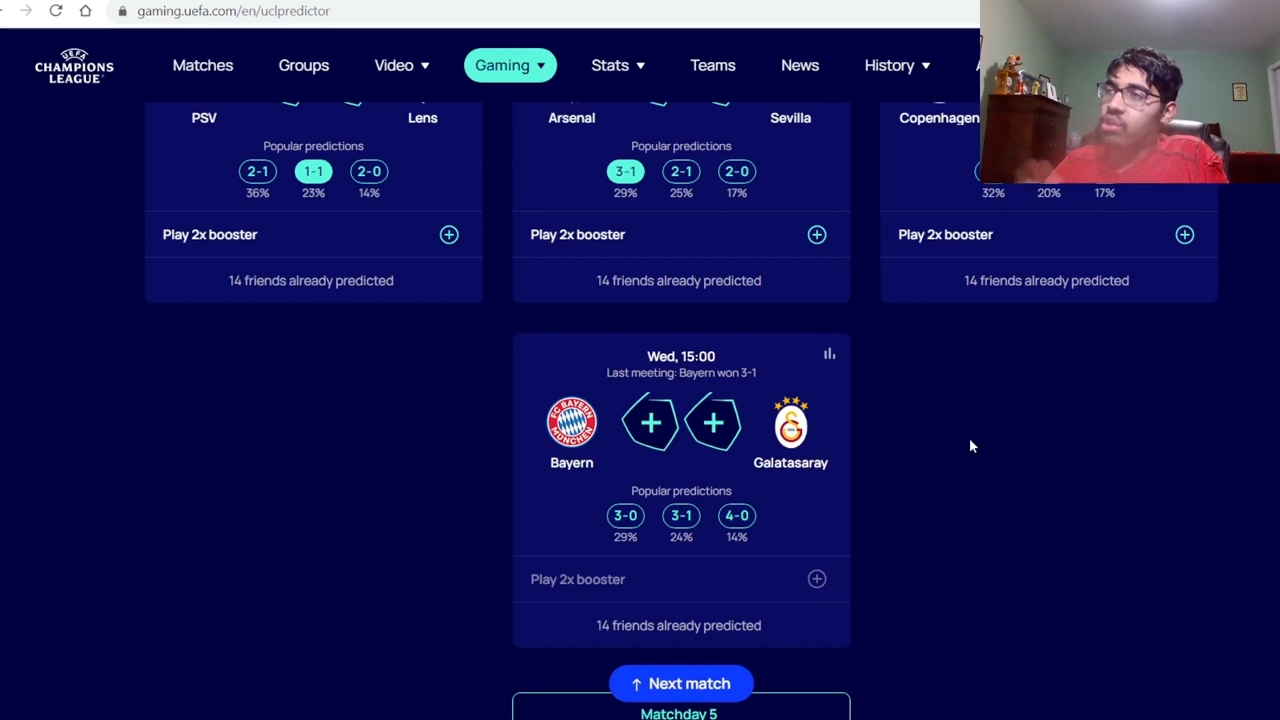 gaming.uefa.com/en/uclpredictor
UEFA
CHAMPIONS
LEAGUE
Matches
Groups
Video
Gaming
Stats
Teams
News
History
PSV
Lens
Popular predictions
2-1
1-1
2-0
36%
23%
14%
Play 2x booster
14 friends already predicted
Arsenal
Sevilla
Popular predictions
3-1
2-1
2-0
29%
25%
17%
Play 2x booster
14 friends already predicted
Copenhagen
32%
20%
17%
Play 2x booster
14 friends already predicted
Wed, 15:00
Last meeting: Bayern won 3-1
FC BAYERN
MÜNCHEN
Bayern
Galatasaray
Popular predictions
3-0
3-1
4-0
29%
24%
14%
Play 2x booster
14 friends already predicted
Next match
Matchday 5